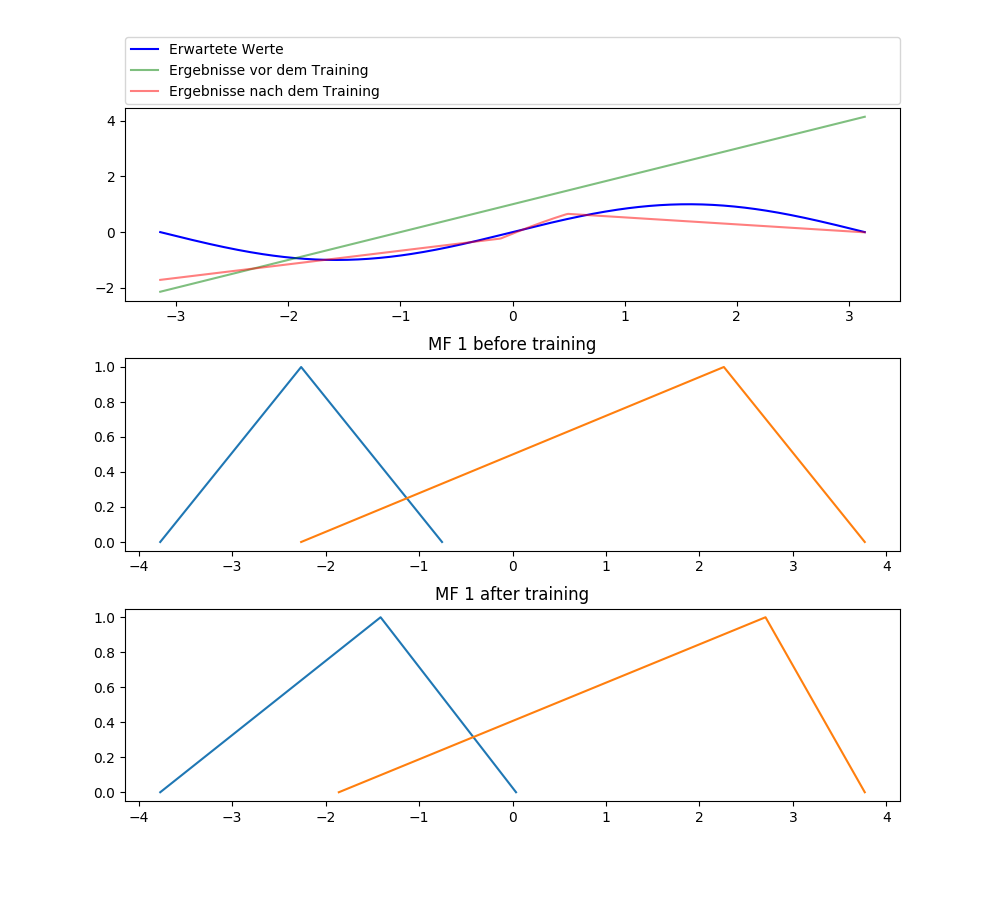 Erwartete Werte
Ergebnisse vor dem Training
Ergebnisse nach dem Training
4
2
0
−2
−3 −2 −1 0 1 2 3
MF 1 before training
1.0
0.8
0.6
0.4
0.2
0.0
−4 −3 −2 −1 0 1 2 3 4
MF 1 after training
1.0
0.8
0.6
0.4
0.2
0.0
−4 −3 −2 −1 0 1 2 3 4